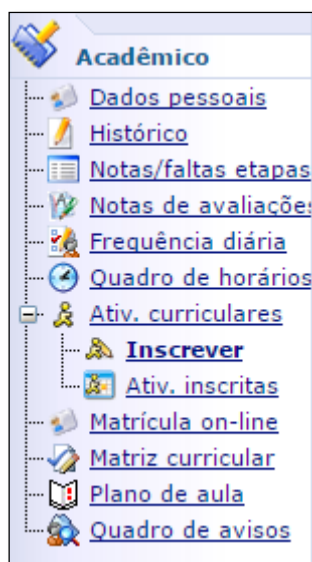 Acadêmico
Dados pessoais
Histórico
Notas/faltas etapas
Notas de avaliações
Frequência diária
Quadro de horários
Ativ. curriculares
Inscrever
Ativ. inscritas
Matrícula on-line
Matriz curricular
Plano de aula
Quadro de avisos